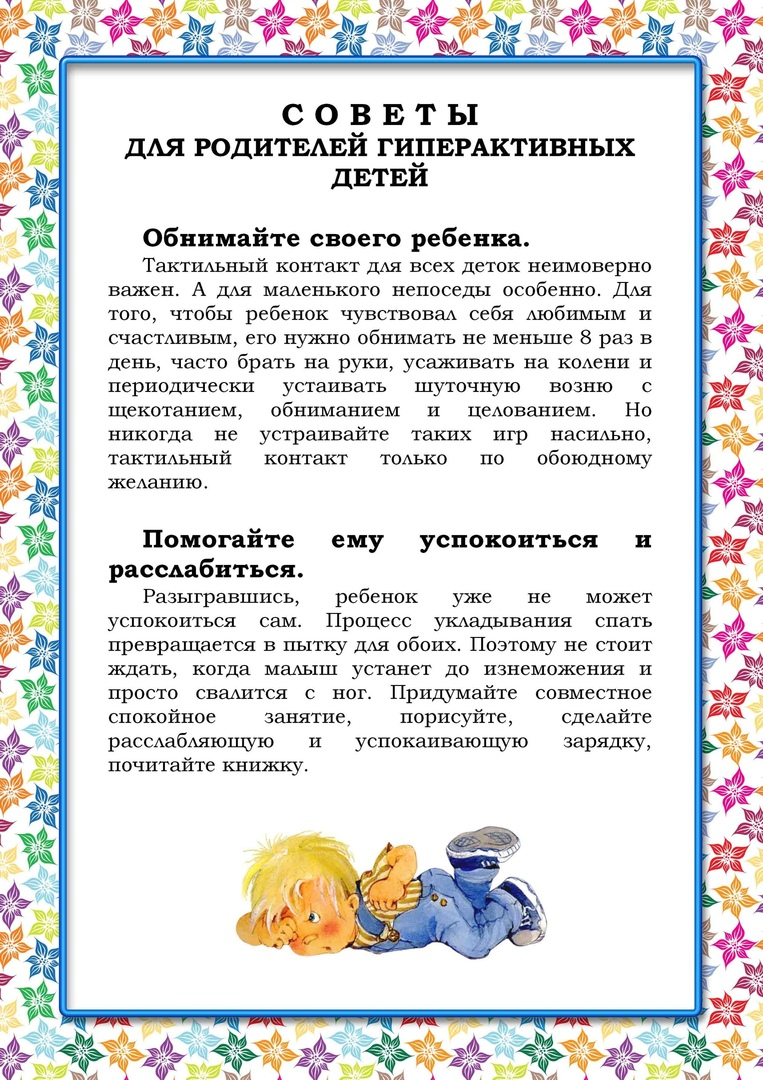 С О В Е Т Ы
ДЛЯ РОДИТЕЛЕЙ ГИПЕРАКТИВНЫХ
ДЕТЕЙ
Обнимайте своего ребенка.
Тактильный контакт для всех деток неимоверно
важен. А для маленького непоседы особенно. Для
того, чтобы ребенок чувствовал себя любимым и
счастливым, его нужно обнимать не меньше 8 раз в
день, часто брать на руки, усаживать на колени и
периодически устаивать шуточную возню с
щекотанием, обниманием и целованием. Но
никогда не устраивайте таких игр насильно,
тактильный контакт только по обоюдному
желанию.
Помогайте ему успокоиться и
расслабиться.
Разыгравшись, ребенок уже не может
успокоиться сам. Процесс укладывания спать
превращается в пытку для обоих. Поэтому не стоит
ждать, когда малыш устанет до изнеможения и
просто свалится с ног. Придумайте совместное
спокойное занятие, порисуйте, сделайте
расслабляющую и успокаивающую зарядку,
почитайте книжку.